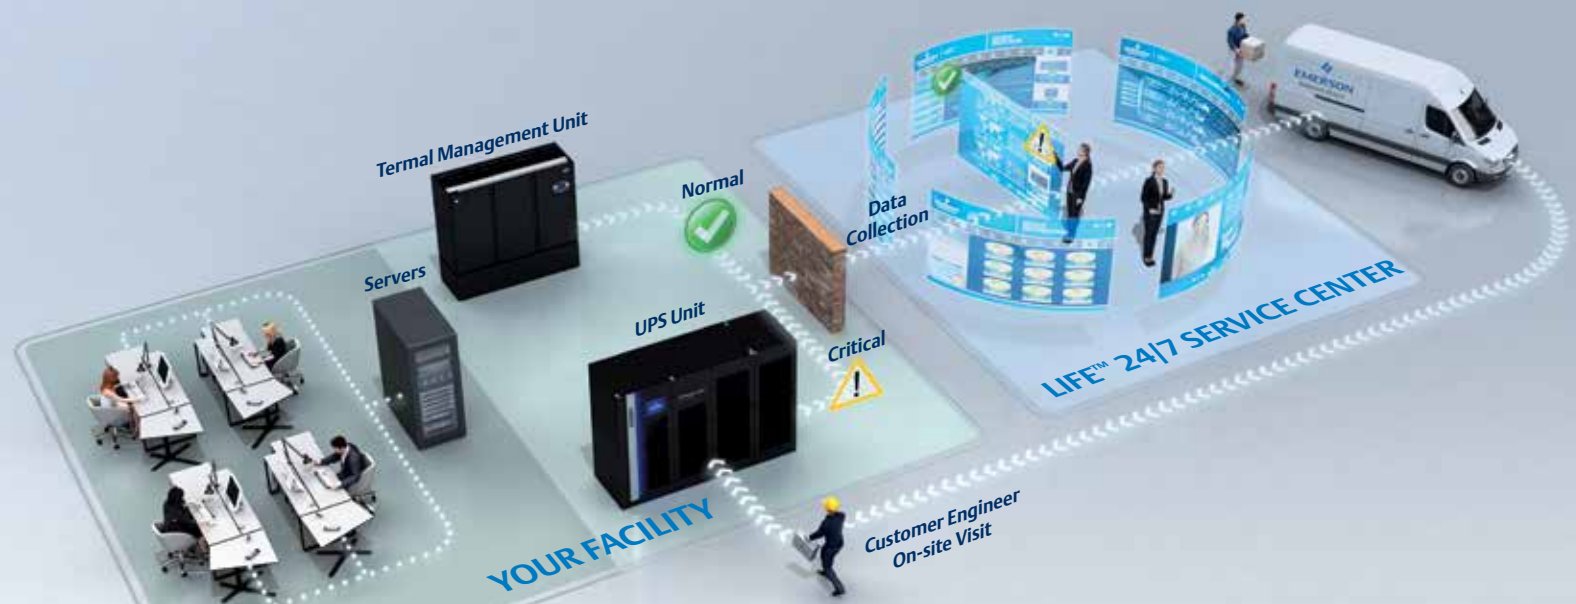 Termal Management Unit
Normal
Data
Collection
Servers
UPS Unit
Critical
EMERSON
LIFE™ 24|7 SERVICE CENTER
YOUR FACILITY
Customer Engineer
On-site Visit